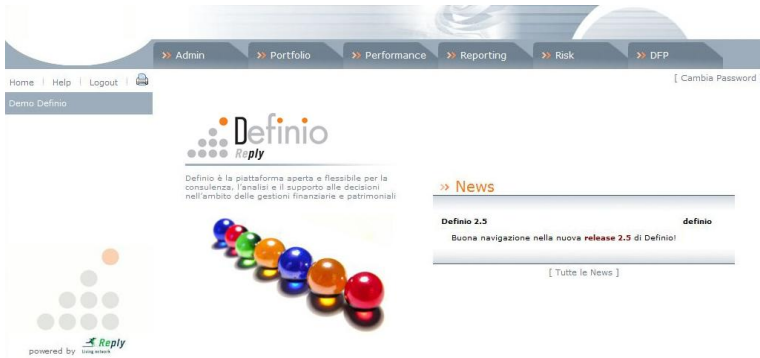 » Admin » Portfolio » Performance » Reporting » Risk » DFP
Home | Help | Logout |
[ Cambia Password
Demo Definio
Definio
Reply
Definio è la piattaforma aperta e flessibile per la
consulenza, l'analisi e il supporto alle decisioni
nell'ambito delle gestioni finanziarie e patrimoniali
» News
Definio 2.5 definio
Buona navigazione nella nuova release 2.5 di Definio!
[ Tutte le News ]
powered by Reply
Living network